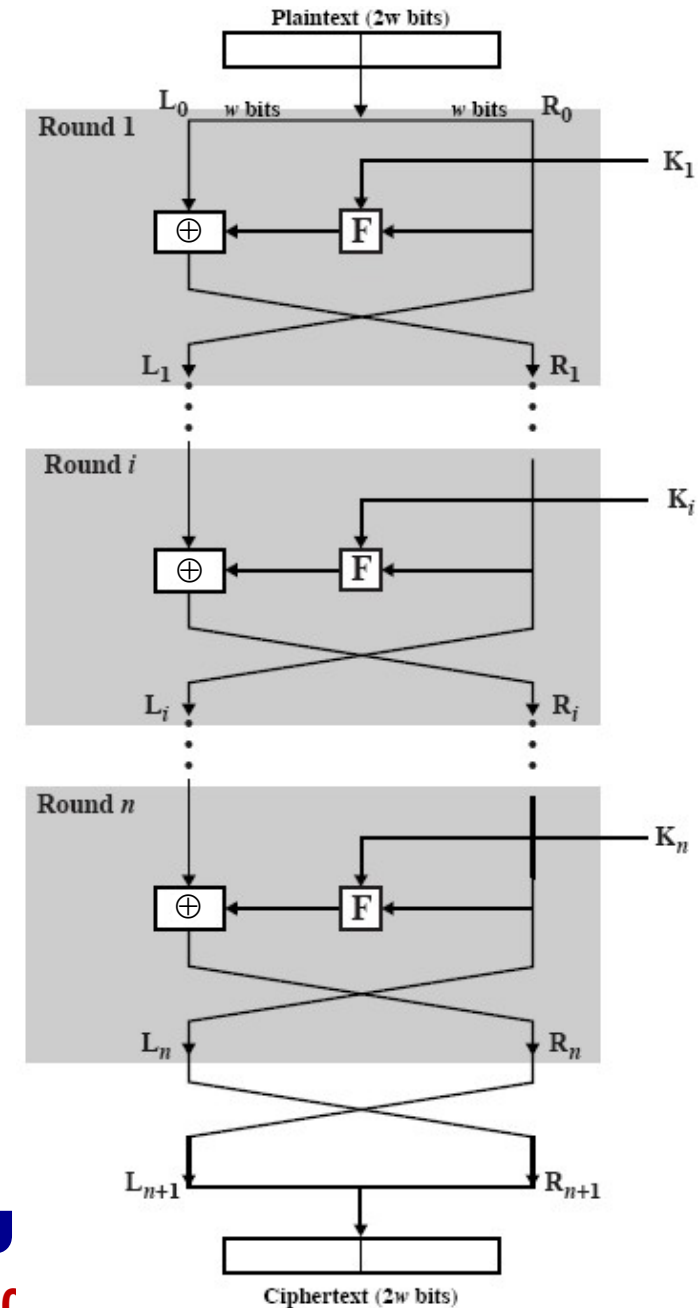 Plaintext (2w bits)
L₀ w bits w bits R₀
Round 1
K₁
⊕ F
L₁ R₁
Round i
Kᵢ
⊕ F
Lᵢ Rᵢ
Round n
Kₙ
⊕ F
Lₙ Rₙ
Lₙ₊₁ Rₙ₊₁
Ciphertext (2w bits)